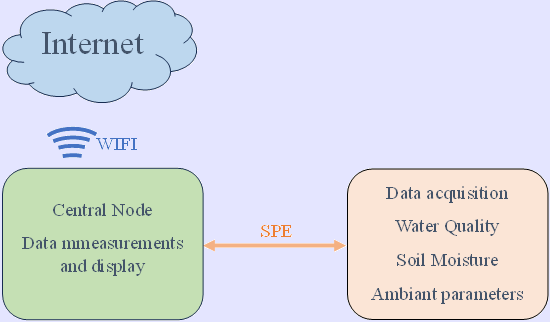 Internet
WIFI
Central Node
Data mmeasurements
and display
SPE
Data acquisition
Water Quality
Soil Moisture
Ambiant parameters